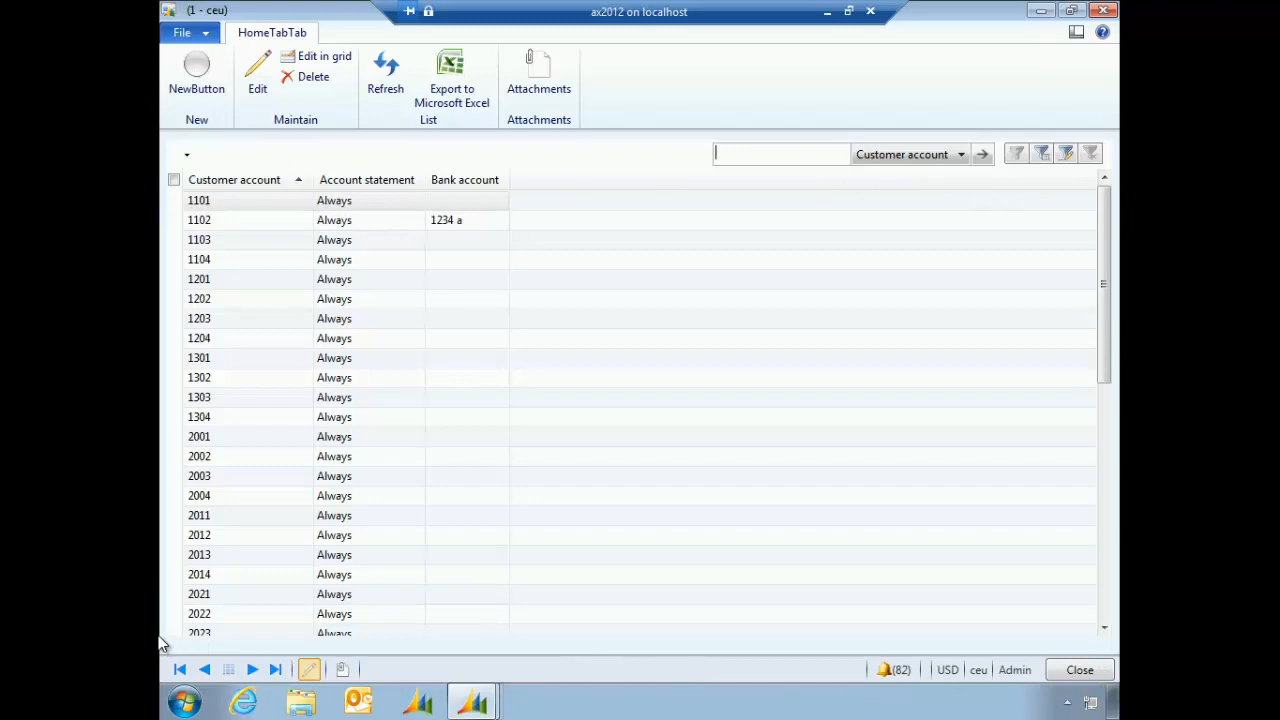 (1 - ceu)
ax2012 on localhost
File
HomeTabTab
NewButton
New
Edit
Edit in grid
Delete
Maintain
Refresh
Export to
Microsoft Excel
List
Attachments
Attachments
Customer account
Customer account Account statement Bank account
1101 Always
1102 Always 1234 a
1103 Always
1104 Always
1201 Always
1202 Always
1203 Always
1204 Always
1301 Always
1302 Always
1303 Always
1304 Always
2001 Always
2002 Always
2003 Always
2004 Always
2011 Always
2012 Always
2013 Always
2014 Always
2021 Always
2022 Always
2023 Always
(82) USD ceu Admin Close